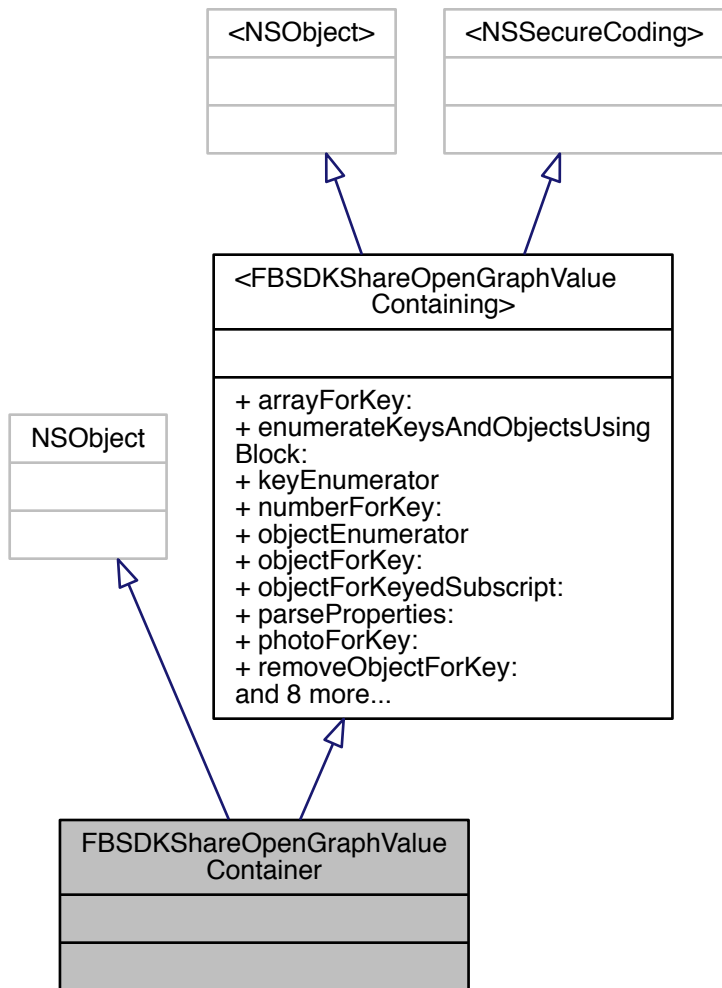 <NSObject>
<NSSecureCoding>
<FBSDKShareOpenGraphValue
Containing>
+ arrayForKey:
+ enumerateKeysAndObjectsUsing
Block:
+ keyEnumerator
+ numberForKey:
+ objectEnumerator
+ objectForKey:
+ objectForKeyedSubscript:
+ parseProperties:
+ photoForKey:
+ removeObjectForKey:
and 8 more...
NSObject
FBSDKShareOpenGraphValue
Container